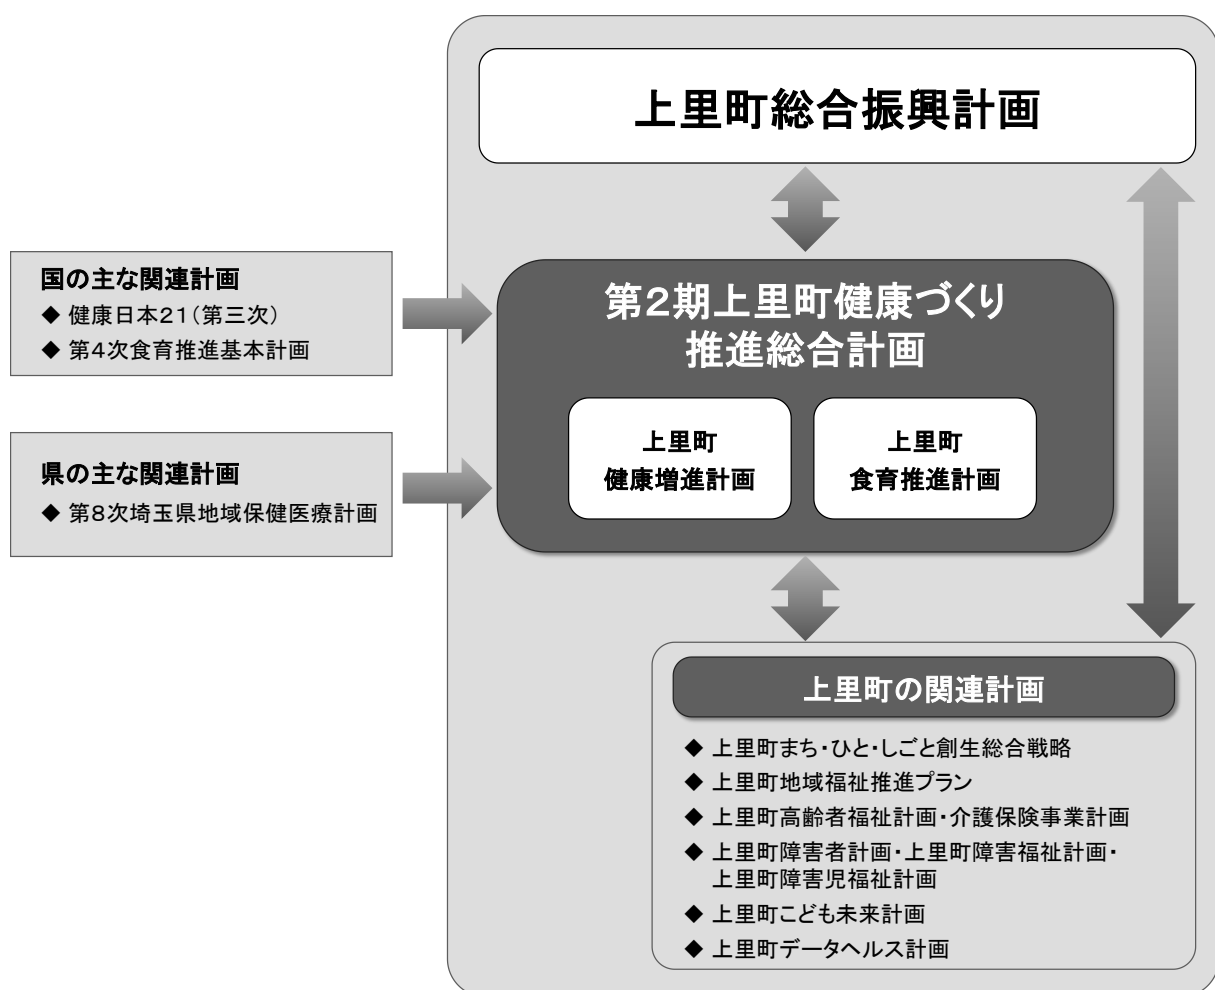 上里町総合振興計画
国の主な関連計画
◆ 健康日本21(第三次)
◆ 第4次食育推進基本計画
県の主な関連計画
◆ 第8次埼玉県地域保健医療計画
第2期上里町健康づくり
推進総合計画
上里町
健康増進計画
上里町
食育推進計画
上里町の関連計画
◆ 上里町まち・ひと・しごと創生総合戦略
◆ 上里町地域福祉推進プラン
◆ 上里町高齢者福祉計画・介護保険事業計画
◆ 上里町障害者計画・上里町障害福祉計画・
上里町障害児福祉計画
◆ 上里町こども未来計画
◆ 上里町データヘルス計画